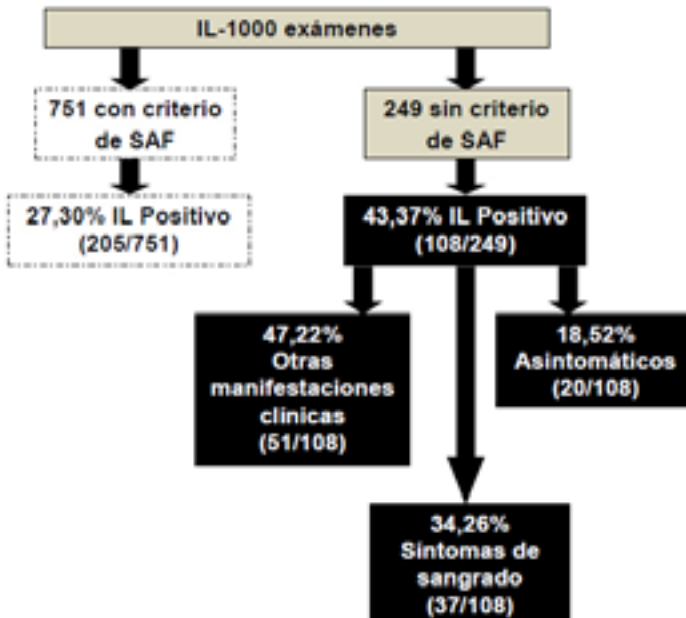 IL-1000 exámenes
751 con criterio
de SAF
249 sin criterio
de SAF
27,30% IL Positivo
(205/751)
43,37% IL Positivo
(108/249)
47,22%
Otras
manifestaciones
clínicas
(51/108)
18,52%
Asintomáticos
(20/108)
34,26%
Síntomas de
sangrado
(37/108)